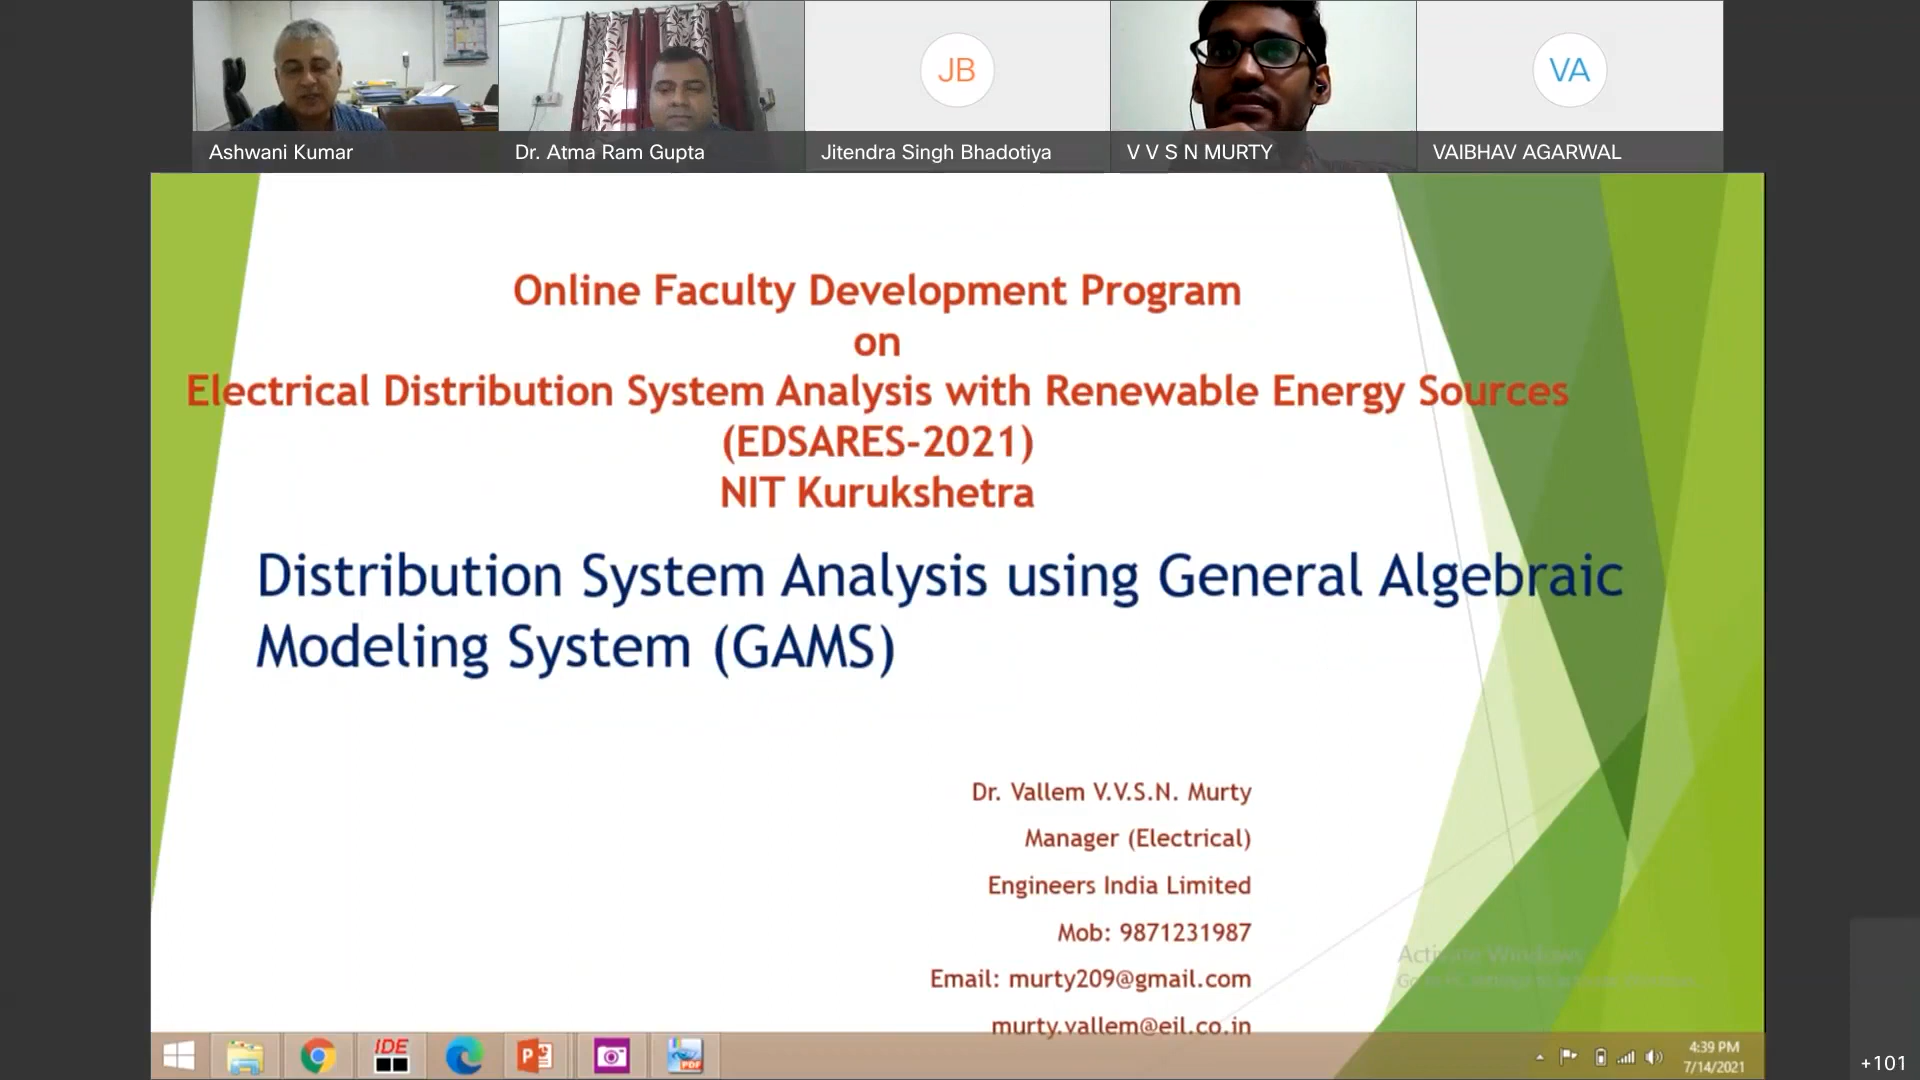 JB
VA
Ashwani Kumar
Dr. Atma Ram Gupta
Jitendra Singh Bhadotiya
V V S N MURTY
VAIBHAV AGARWAL
Online Faculty Development Program
on
Electrical Distribution System Analysis with Renewable Energy Sources
(EDSARES-2021)
NIT Kurukshetra
Distribution System Analysis using General Algebraic
Modeling System (GAMS)
Dr. Vallem V.V.S.N. Murty
Manager (Electrical)
Engineers India Limited
Mob: 9871231987
Email: murty209@gmail.com
murty.vallem@eil.co.in
Activate Windows
IDE
PDF
4:39 PM
7/14/2021
+101